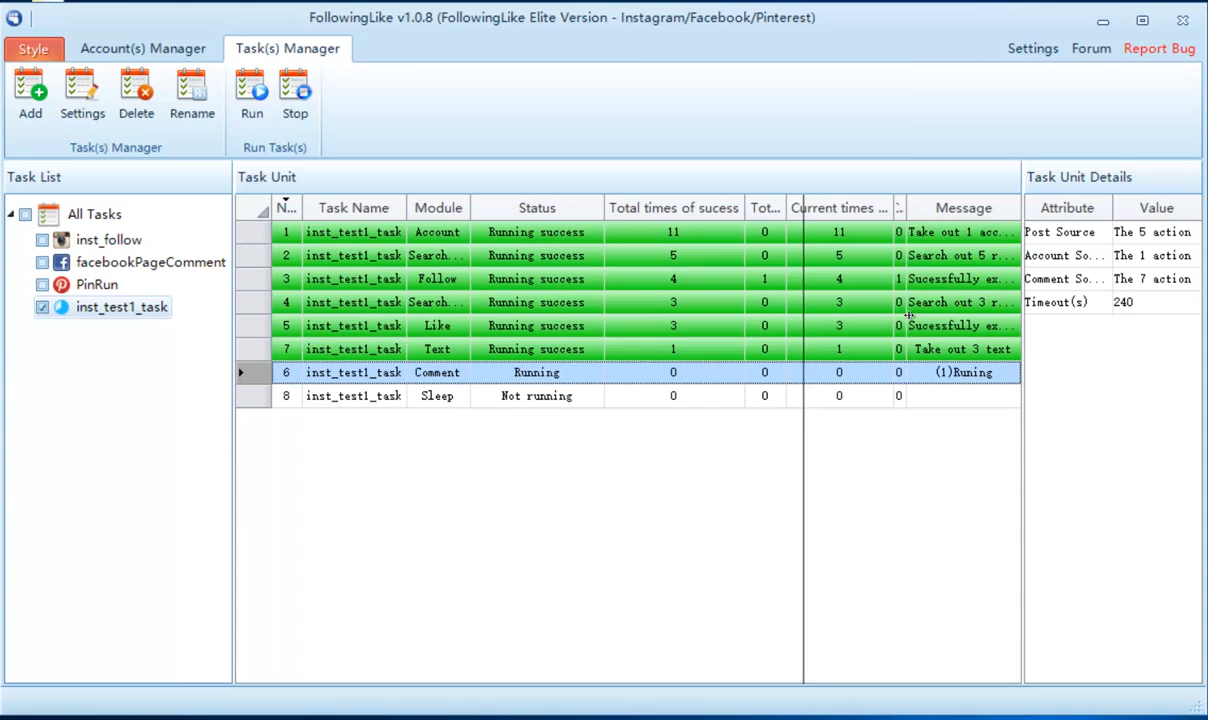 FollowingLike v1.0.8 (FollowingLike Elite Version - Instagram/Facebook/Pinterest)
Style Account(s) Manager Task(s) Manager Settings Forum Report Bug
Add Settings Delete Rename Run Stop
Task(s) Manager Run Task(s)
Task List Task Unit Task Unit Details
N... Task Name Module Status Total times of sucess Tot... Current times ... Message Attribute Value
All Tasks
inst_follow
facebookPageComment
PinRun
inst_test1_task
1 inst_test1_task Account Running success 11 0 11 0 Take out 1 acc...
2 inst_test1_task Search... Running success 5 0 5 0 Search out 5 r...
3 inst_test1_task Follow Running success 4 1 4 1 Sucessfully ex...
4 inst_test1_task Search... Running success 3 0 3 0 Search out 3 r...
5 inst_test1_task Like Running success 3 0 3 0 Sucessfully ex...
7 inst_test1_task Text Running success 1 0 1 0 Take out 3 text
6 inst_test1_task Comment Running 0 0 0 0 (1)Runing
8 inst_test1_task Sleep Not running 0 0 0 0
Post Source The 5 action
Account So... The 1 action
Comment So... The 7 action
Timeout(s) 240